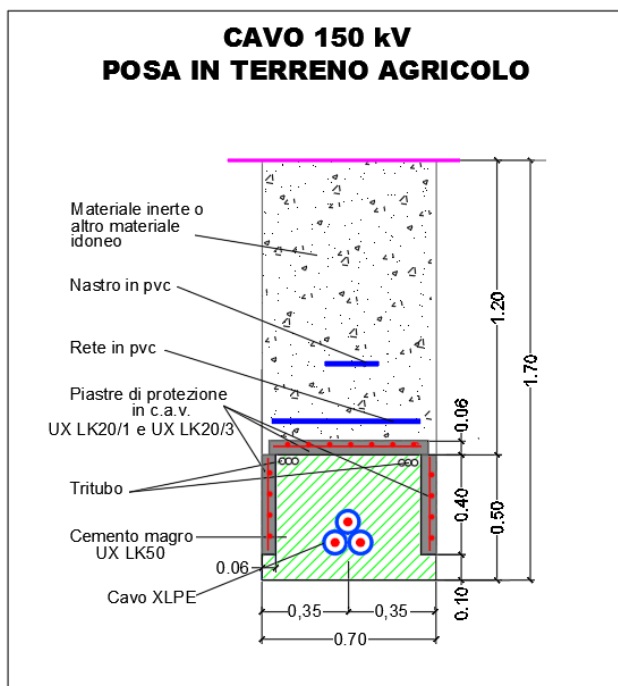 CAVO 150 kV
POSA IN TERRENO AGRICOLO
Materiale inerte o
altro materiale
idoneo
Nastro in pvc
Rete in pvc
Piastre di protezione
in c.a.v.
UX LK20/1 e UX LK20/3
Tritubo
Cemento magro
UX LK50
0.06
Cavo XLPE
0,35
0,35
0.70
1.20
1.70
0.06
0.40
0.50
0.10